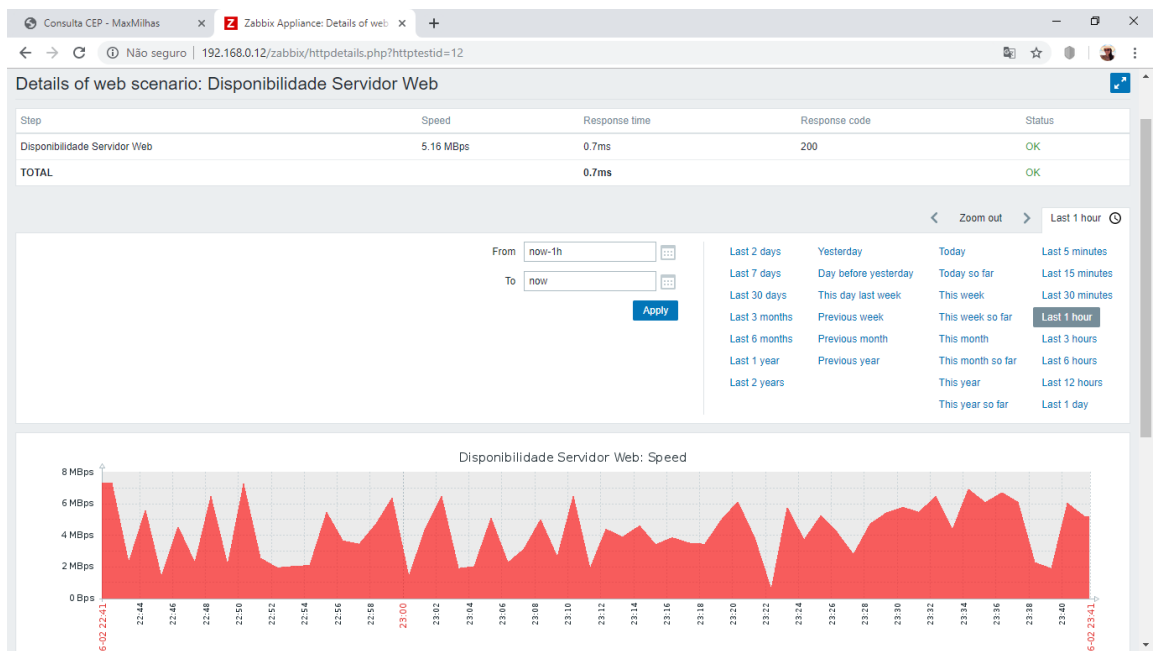 Consulta CEP - MaxMilhas
Zabbix Appliance: Details of web
Não seguro | 192.168.0.12/zabbix/httpdetails.php?httptestid=12
Details of web scenario: Disponibilidade Servidor Web
Step Speed Response time Response code Status
Disponibilidade Servidor Web 5.16 MBps 0.7ms 200 OK
TOTAL 0.7ms OK
Zoom out Last 1 hour
From now-1h
To now
Apply
Last 2 days Yesterday Today Last 5 minutes
Last 7 days Day before yesterday Today so far Last 15 minutes
Last 30 days This day last week This week Last 30 minutes
Last 3 months Previous week This week so far Last 1 hour
Last 6 months Previous month This month Last 3 hours
Last 1 year Previous year This month so far Last 6 hours
Last 2 years This year Last 12 hours
This year so far Last 1 day
Disponibilidade Servidor Web: Speed
8 MBps
6 MBps
4 MBps
2 MBps
0 Bps
6-02 22:41 22:44 22:46 22:48 22:50 22:52 22:54 22:56 22:58 23:00 23:02 23:04 23:06 23:08 23:10 23:12 23:14 23:16 23:18 23:20 23:22 23:24 23:26 23:28 23:30 23:32 23:34 23:36 23:38 23:40 6-02 23:41